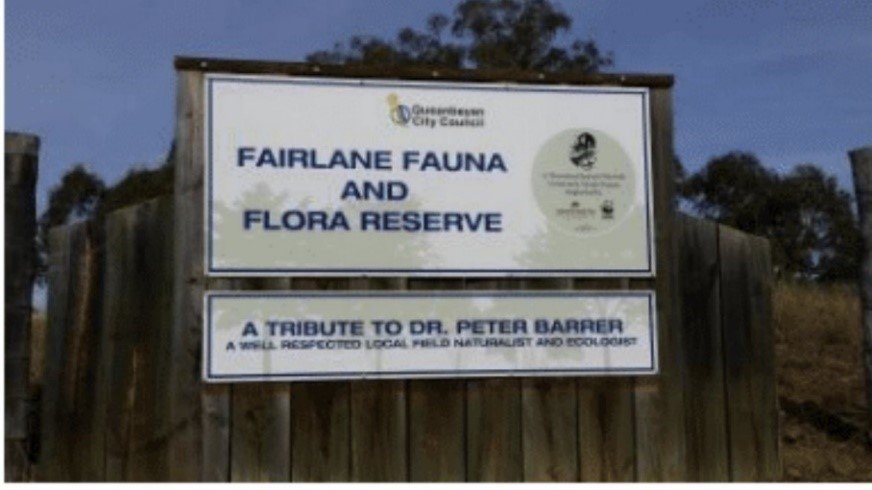 Queanbeyan
City Council
FAIRLANE FAUNA
AND
FLORA RESERVE
A TRIBUTE TO DR. PETER BARRER
A WELL RESPECTED LOCAL FIELD NATURALIST AND ECOLOGIST